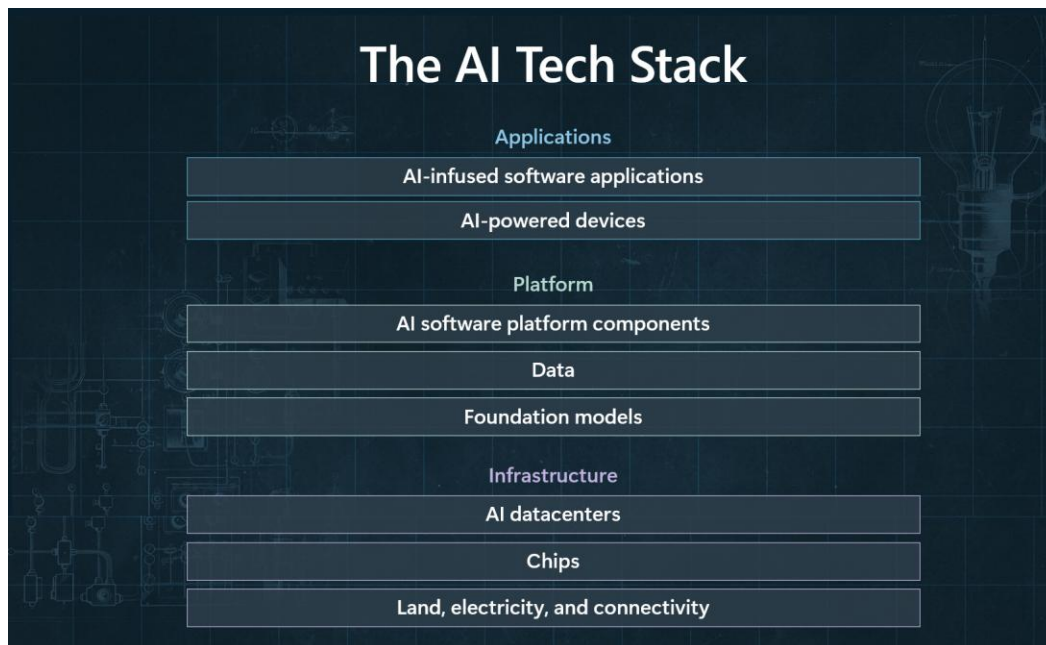 The AI Tech Stack
Applications
AI-infused software applications
AI-powered devices
Platform
AI software platform components
Data
Foundation models
Infrastructure
AI datacenters
Chips
Land, electricity, and connectivity